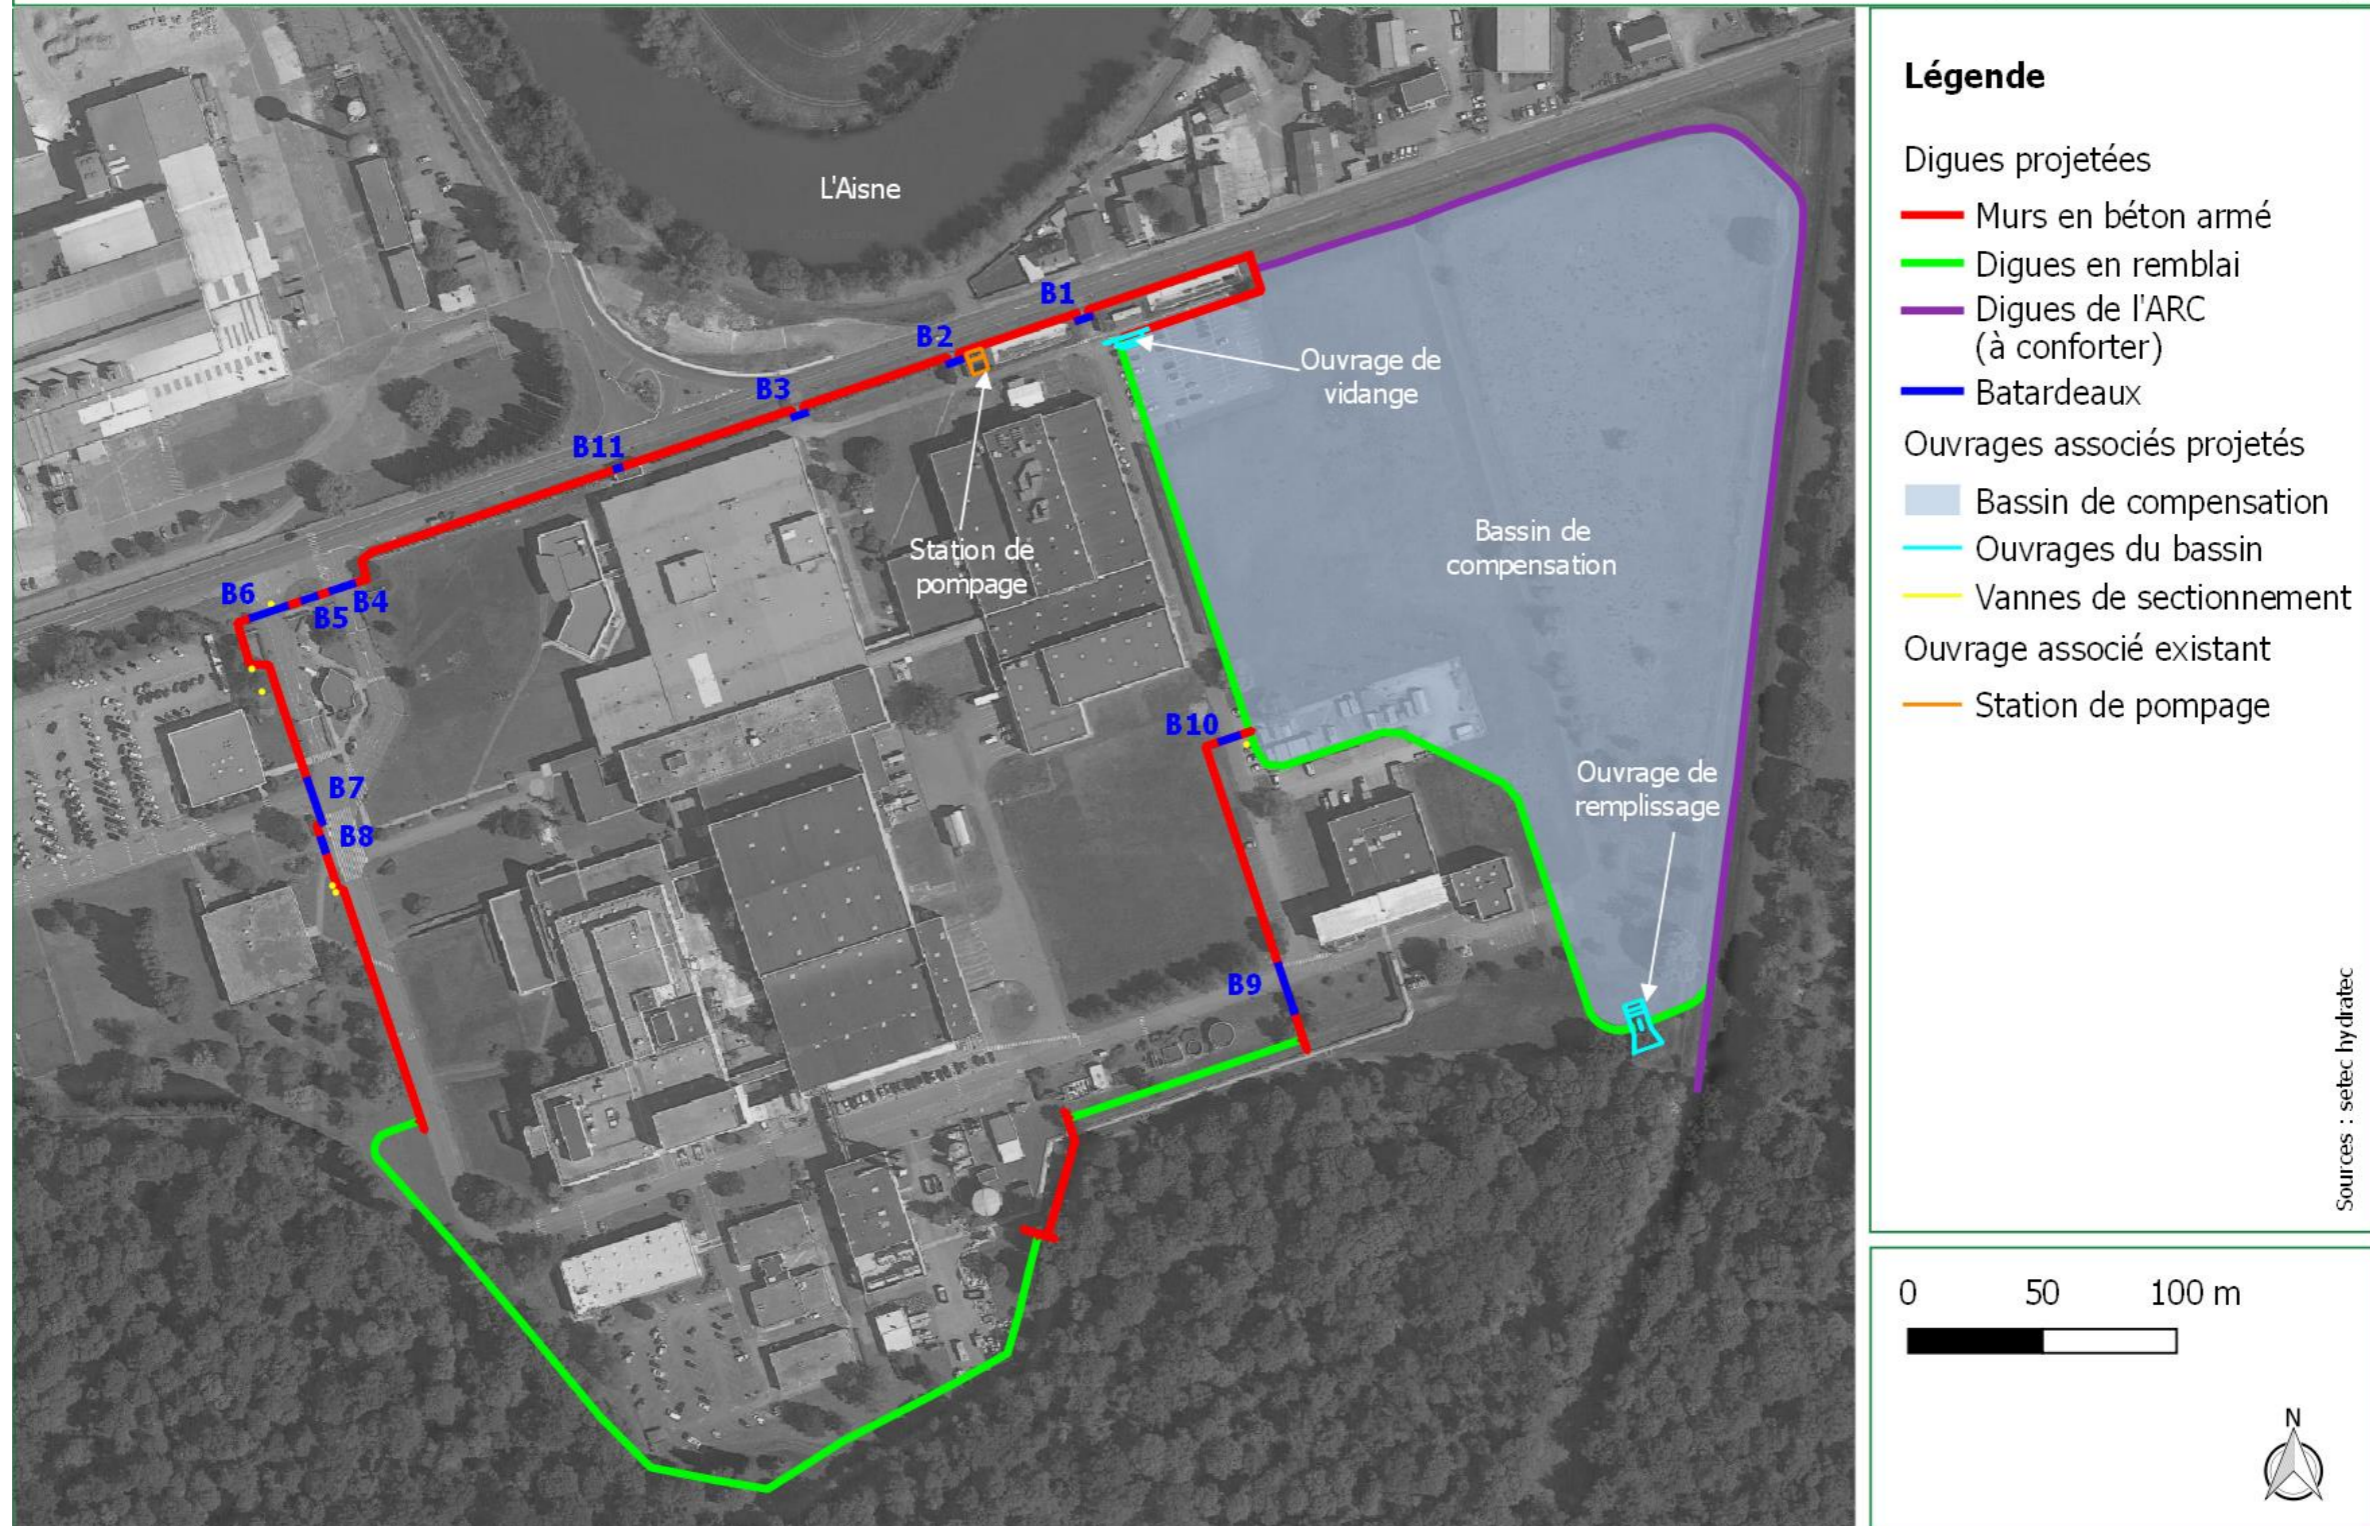 L'Aisne
B1
B2
B3
B11
Ouvrage de
vidange
Station de
pompage
Bassin de
compensation
B6
B5
B4
B10
B7
B8
Ouvrage de
remplissage
B9
Légende
Digues projetées
Murs en béton armé
Digues en remblai
Digues de l'ARC
(à conforter)
Batardeaux
Ouvrages associés projetés
Bassin de compensation
Ouvrages du bassin
Vannes de sectionnement
Ouvrage associé existant
Station de pompage
Sources : setec hydratec
0 50 100 m
N